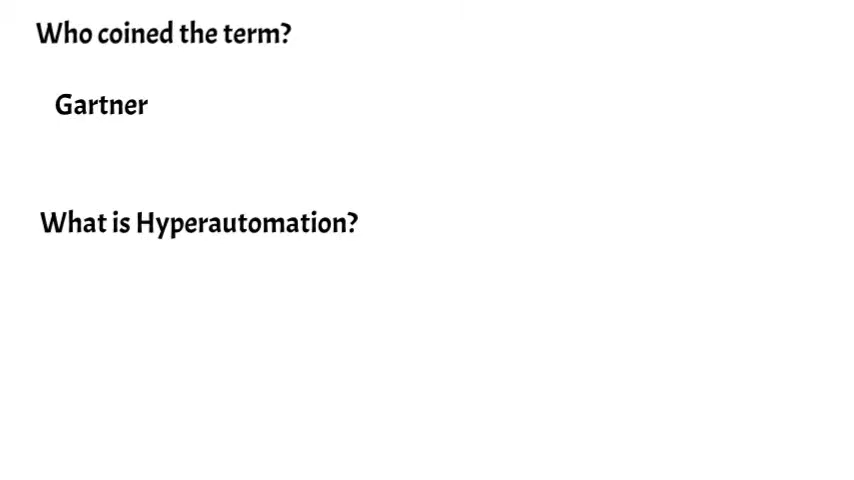 Who coined the term?
Gartner
What is Hyperautomation?